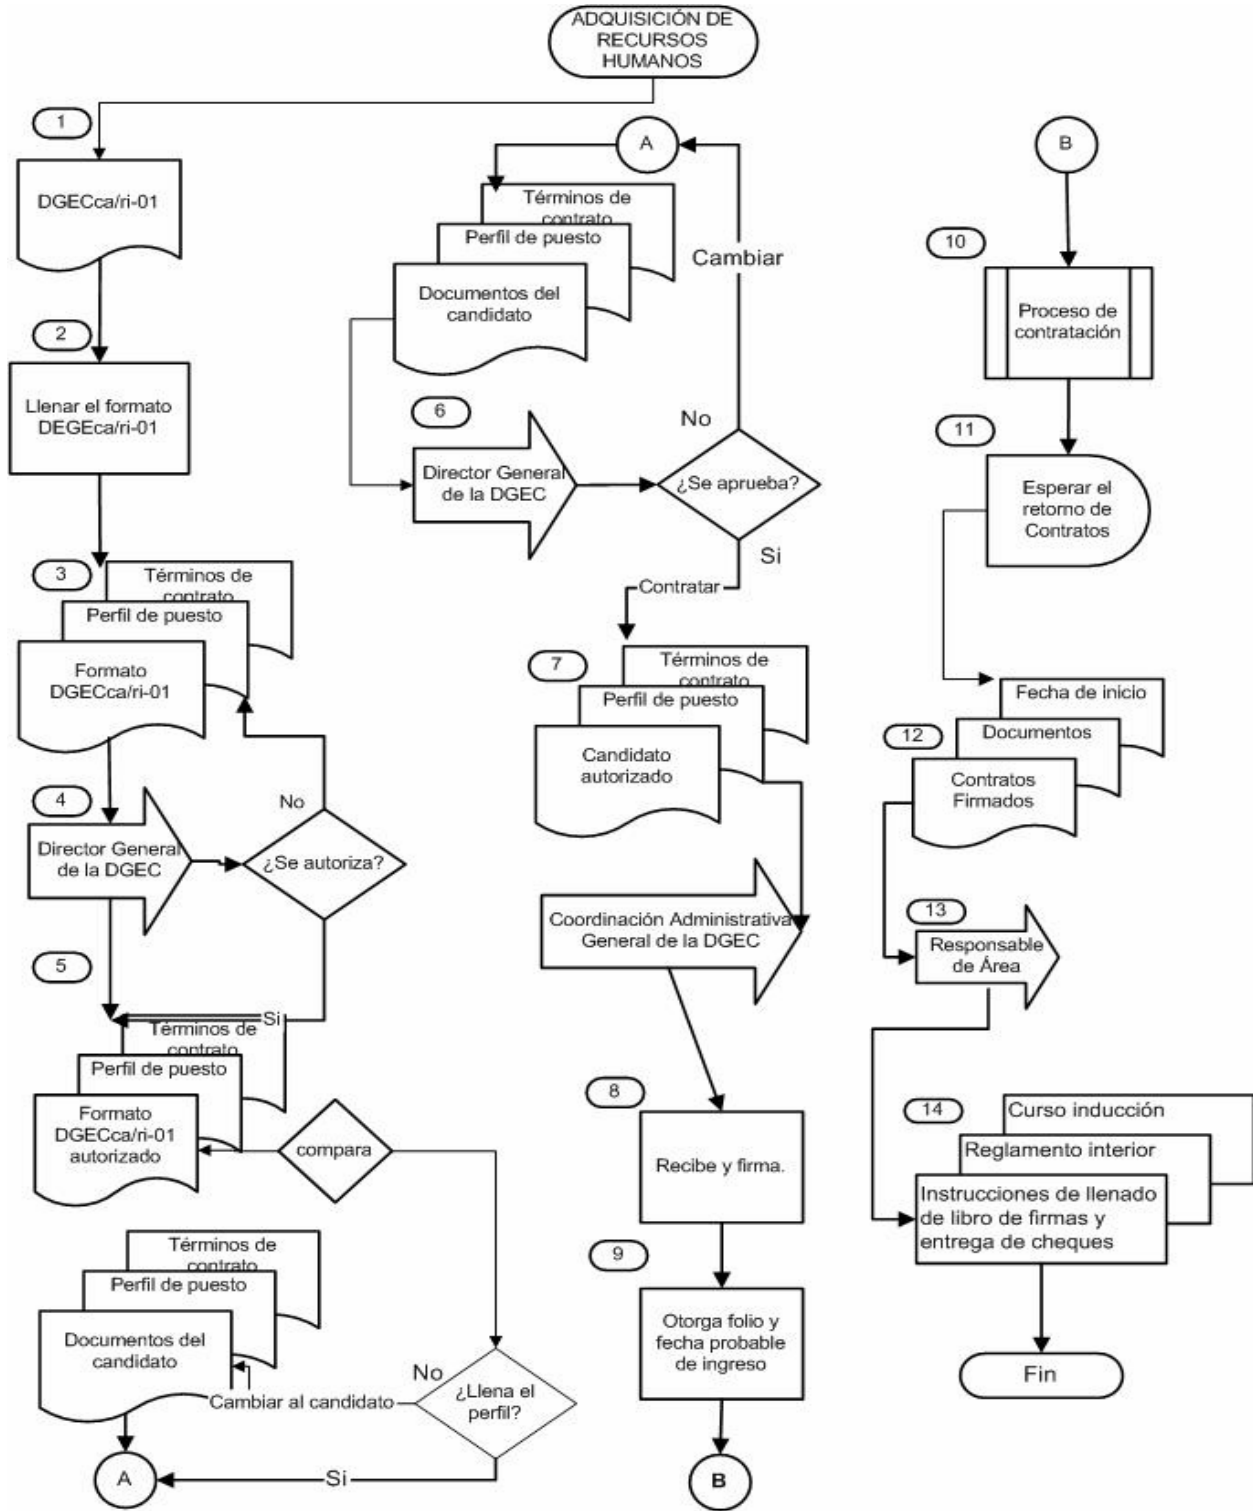 ADQUISICIÓN DE
RECURSOS
HUMANOS
1
DGECca/ri-01
2
Llenar el formato
DEGEca/ri-01
3
Términos de
contrato
Perfil de puesto
Formato
DGECca/ri-01
4
Director General
de la DGEC
¿Se autoriza?
No
5
Si
Términos de
contrato
Perfil de puesto
Formato
DGECca/ri-01
autorizado
compara
Términos de
contrato
Perfil de puesto
Documentos del
candidato
No
Cambiar al candidato
¿Llena el
perfil?
Si
A
A
Términos de
contrato
Perfil de puesto
Documentos del
candidato
Cambiar
6
Director General
de la DGEC
No
¿Se aprueba?
Si
Contratar
7
Términos de
contrato
Perfil de puesto
Candidato
autorizado
Coordinación Administrativa
General de la DGEC
8
Recibe y firma.
9
Otorga folio y
fecha probable
de ingreso
B
B
10
Proceso de
contratación
11
Esperar el
retorno de
Contratos
Fecha de inicio
12
Documentos
Contratos
Firmados
13
Responsable
de Área
14
Curso inducción
Reglamento interior
Instrucciones de llenado
de libro de firmas y
entrega de cheques
Fin